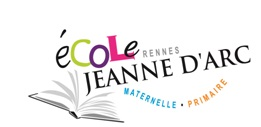 éCoLe RENNES
JEANNE D'ARC
MATERNELLE • PRIMAIRE